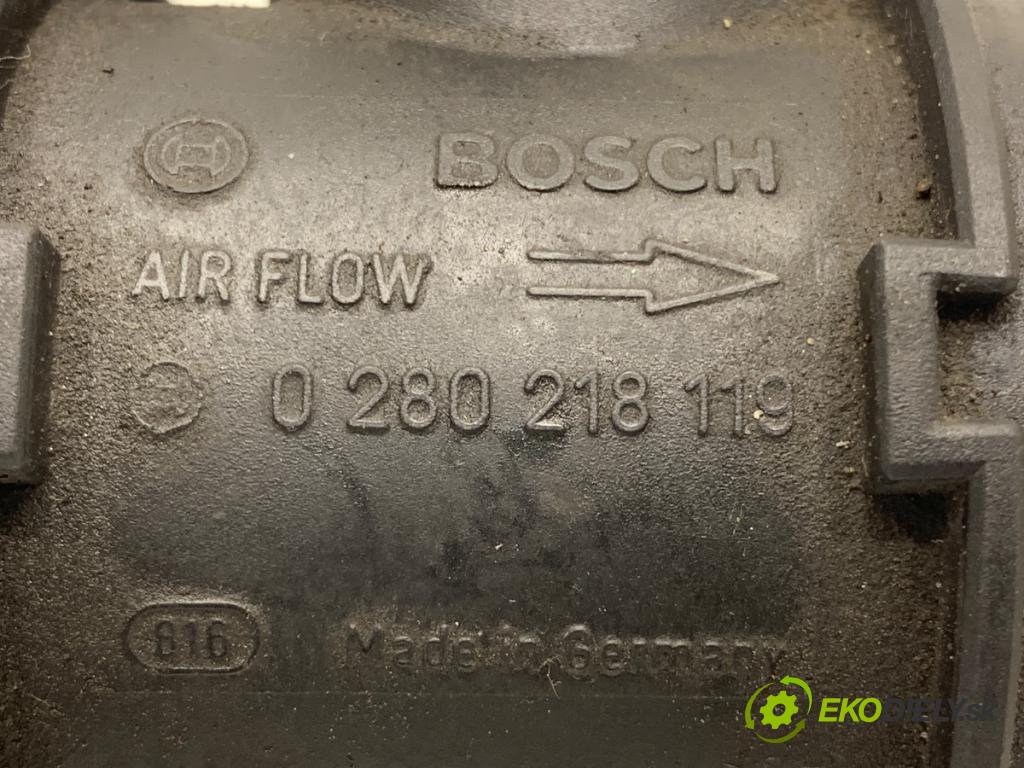 BOSCH
AIR FLOW
0 280 218 119
816
Made in Germany
EKODIELY.sk